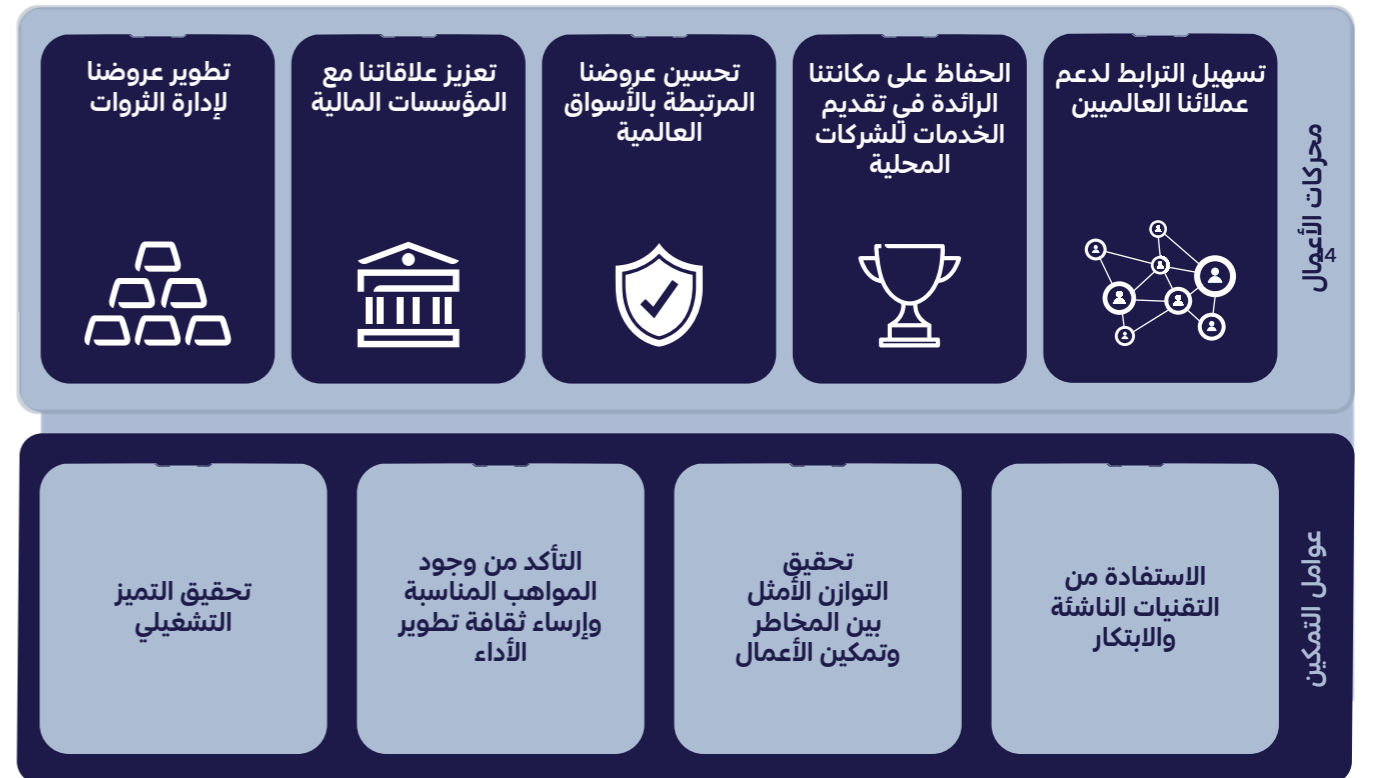 محركات الأعمال
14
تسهيل الترابط لدعم
عملائنا العالميين
الحفاظ على مكانتنا
الرائدة في تقديم
الخدمات للشركات
المحلية
تحسين عروضنا
المرتبطة بالأسواق
العالمية
تعزيز علاقاتنا مع
المؤسسات المالية
تطوير عروضنا
لإدارة الثروات
عوامل التمكين
الاستفادة من
التقنيات الناشئة
والابتكار
تحقيق
التوازن الأمثل
بين المخاطر
وتمكين الأعمال
التأكد من وجود
المواهب المناسبة
وإرساء ثقافة تطوير
الأداء
تحقيق التميز
التشغيلي